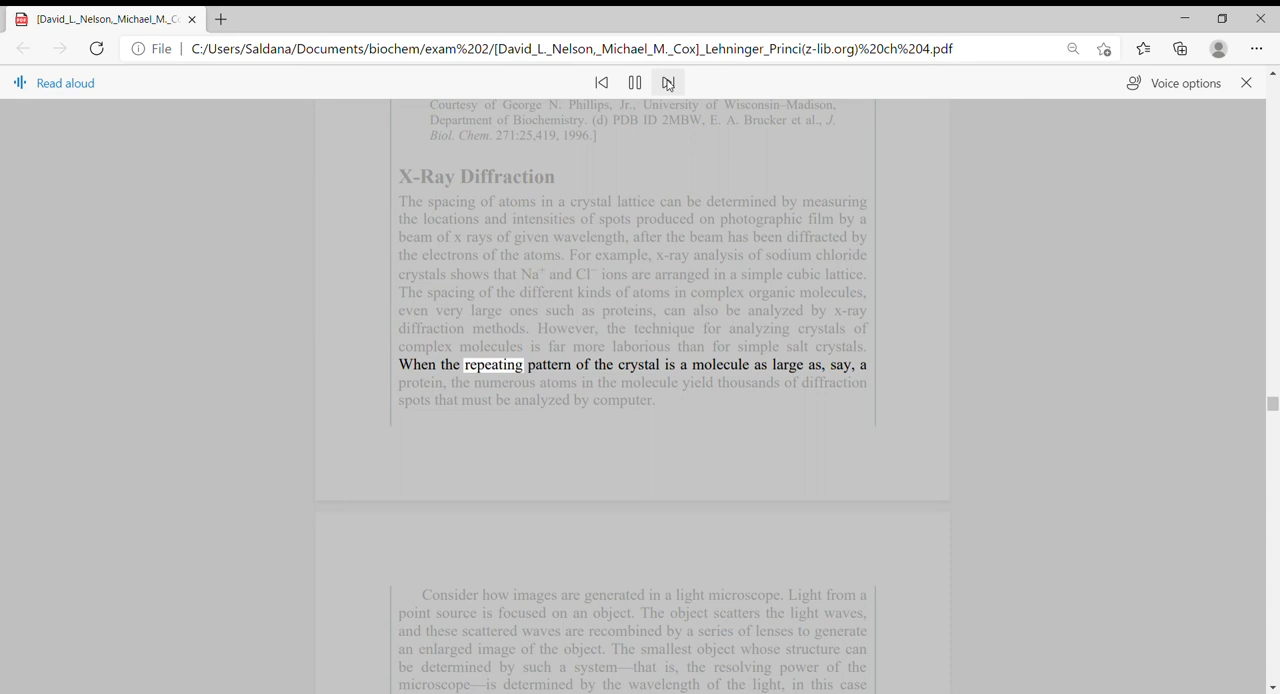 [David_L._Nelson,_Michael_M._Co
File | C:/Users/Saldana/Documents/biochem/exam%202/[David_L._Nelson,_Michael_M._Cox]_Lehninger_Princi(z-lib.org)%20ch%204.pdf
Read aloud
Voice options
Courtesy of George N. Phillips, Jr., University of Wisconsin–Madison,
Department of Biochemistry. (d) PDB ID 2MBW, E. A. Brucker et al., J.
Biol. Chem. 271:25,419, 1996.]
X-Ray Diffraction
The spacing of atoms in a crystal lattice can be determined by measuring
the locations and intensities of spots produced on photographic film by a
beam of x rays of given wavelength, after the beam has been diffracted by
the electrons of the atoms. For example, x-ray analysis of sodium chloride
crystals shows that Na⁺ and Cl⁻ ions are arranged in a simple cubic lattice.
The spacing of the different kinds of atoms in complex organic molecules,
even very large ones such as proteins, can also be analyzed by x-ray
diffraction methods. However, the technique for analyzing crystals of
complex molecules is far more laborious than for simple salt crystals.
When the repeating pattern of the crystal is a molecule as large as, say, a
protein, the numerous atoms in the molecule yield thousands of diffraction
spots that must be analyzed by computer.
Consider how images are generated in a light microscope. Light from a
point source is focused on an object. The object scatters the light waves,
and these scattered waves are recombined by a series of lenses to generate
an enlarged image of the object. The smallest object whose structure can
be determined by such a system—that is, the resolving power of the
microscope—is determined by the wavelength of the light, in this case